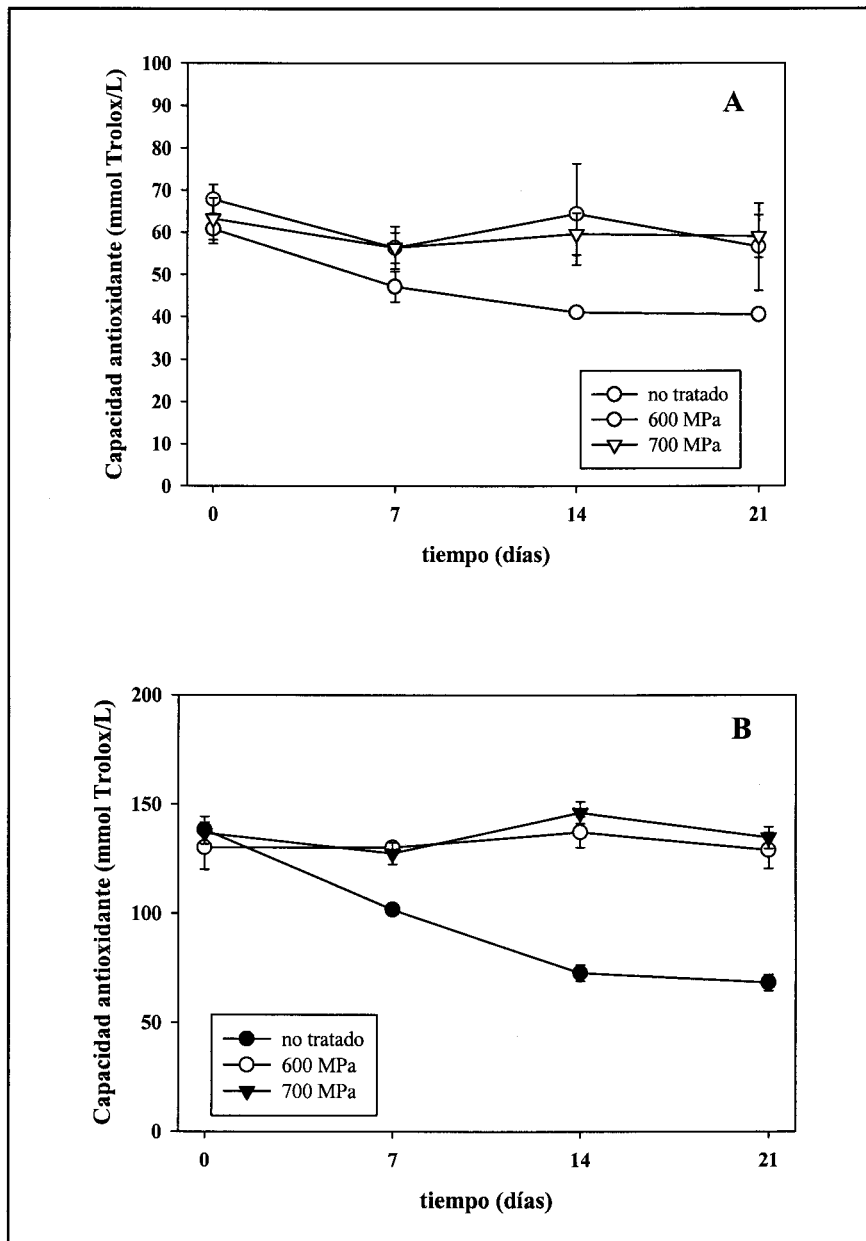 A
Capacidad antioxidante (mmol Trolox/L)
100
90
80
70
60
50
40
30
20
10
0
no tratado
600 MPa
700 MPa
0 7 14 21
tiempo (días)
B
Capacidad antioxidante (mmol Trolox/L)
200
150
100
50
0
no tratado
600 MPa
700 MPa
0 7 14 21
tiempo (días)